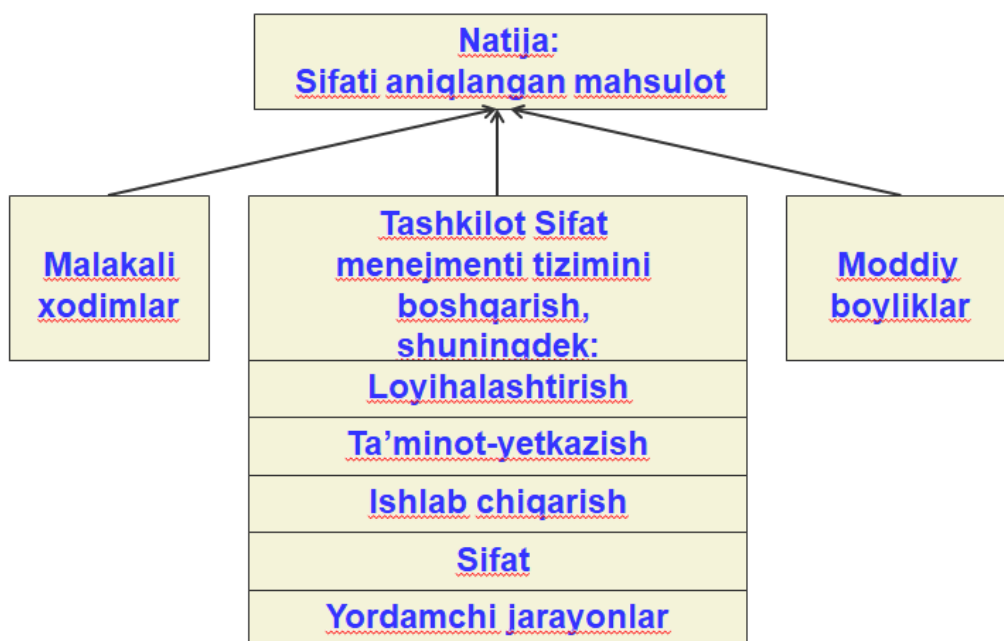 Natija:
Sifati aniqlangan mahsulot
Malakali
xodimlar
Tashkilot Sifat
menejmenti tizimini
boshqarish,
shuningdek:
Loyihalashtirish
Ta’minot-yetkazish
Ishlab chiqarish
Sifat
Yordamchi jarayonlar
Moddiy
boyliklar